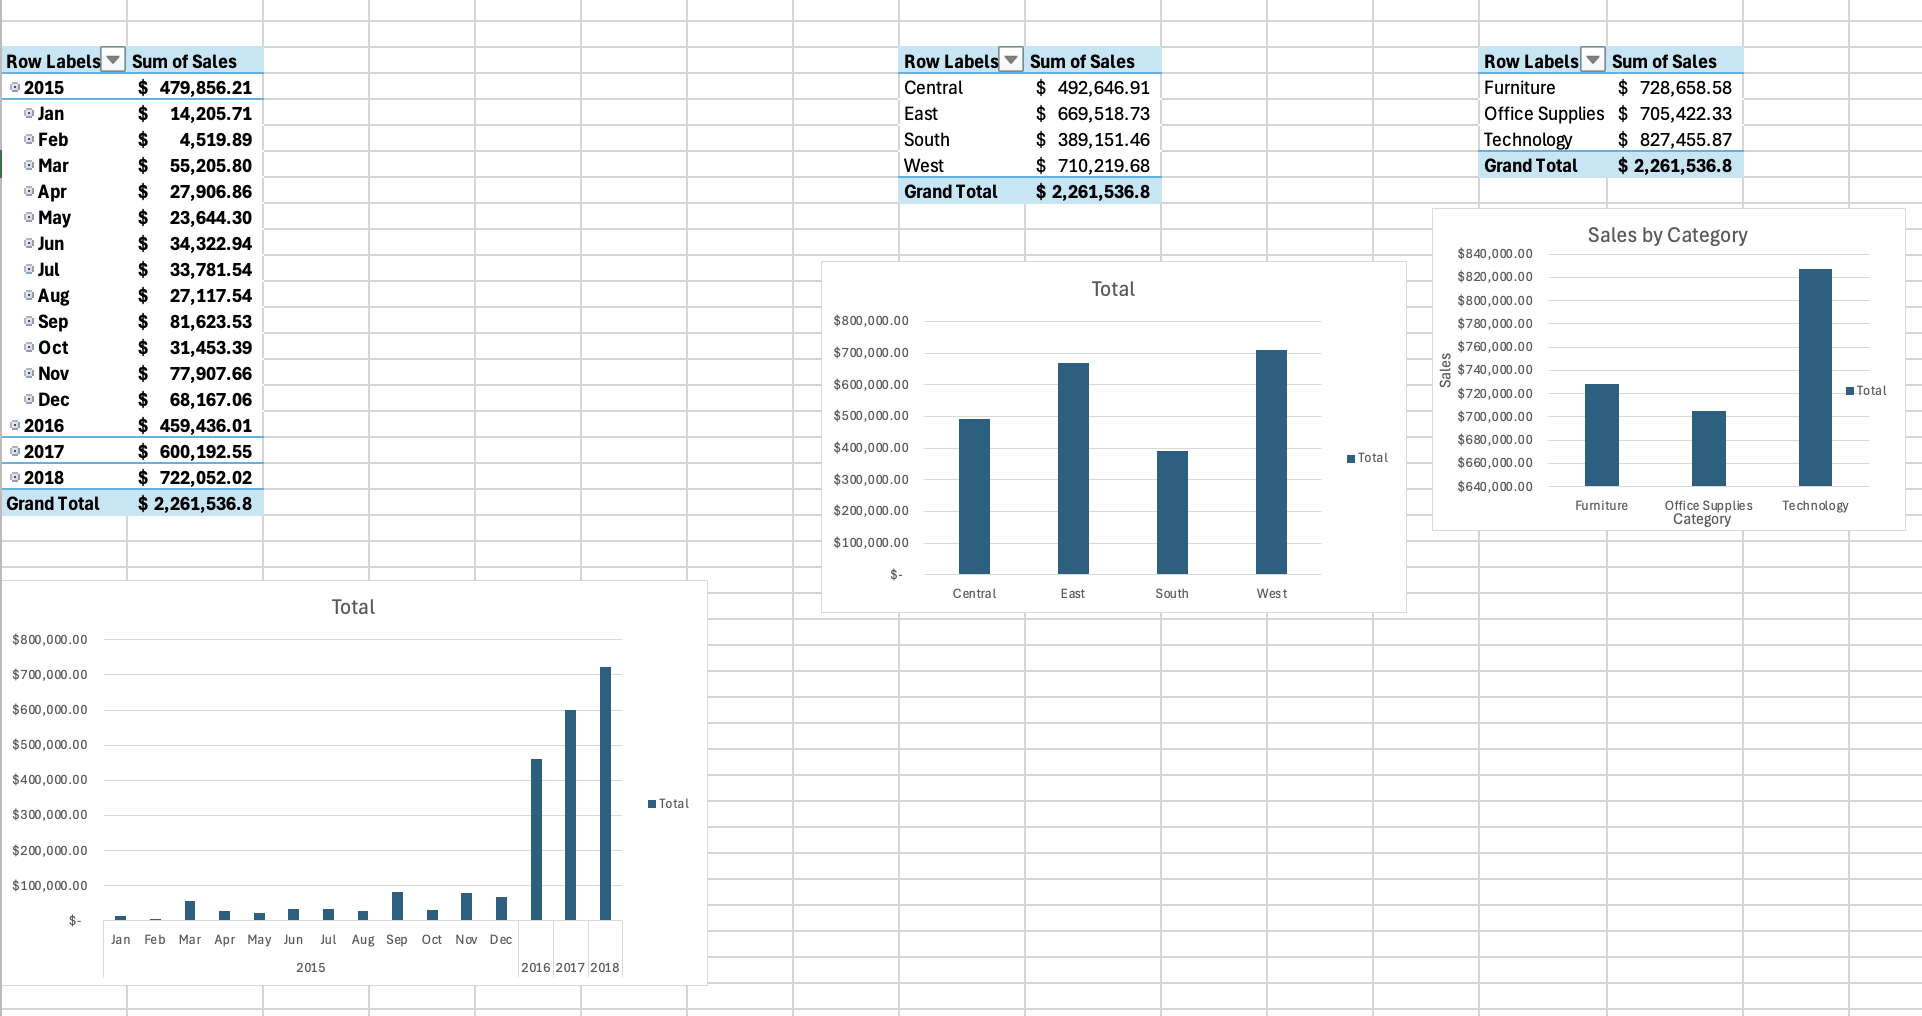 Row Labels Sum of Sales
2015 $ 479,856.21
Jan $ 14,205.71
Feb $ 4,519.89
Mar $ 55,205.80
Apr $ 27,906.86
May $ 23,644.30
Jun $ 34,322.94
Jul $ 33,781.54
Aug $ 27,117.54
Sep $ 81,623.53
Oct $ 31,453.39
Nov $ 77,907.66
Dec $ 68,167.06
2016 $ 459,436.01
2017 $ 600,192.55
2018 $ 722,052.02
Grand Total $ 2,261,536.8
Row Labels Sum of Sales
Central $ 492,646.91
East $ 669,518.73
South $ 389,151.46
West $ 710,219.68
Grand Total $ 2,261,536.8
Row Labels Sum of Sales
Furniture $ 728,658.58
Office Supplies $ 705,422.33
Technology $ 827,455.87
Grand Total $ 2,261,536.8
Sales by Category
$840,000.00
$820,000.00
$800,000.00
$780,000.00
$760,000.00
$740,000.00
$720,000.00
$700,000.00
$680,000.00
$660,000.00
$640,000.00
Sales
Total
Furniture Office Supplies Technology
Category
Total
$800,000.00
$700,000.00
$600,000.00
$500,000.00
$400,000.00
$300,000.00
$200,000.00
$100,000.00
$-
Total
Central East South West
Total
$800,000.00
$700,000.00
$600,000.00
$500,000.00
$400,000.00
$300,000.00
$200,000.00
$100,000.00
$-
Total
Jan Feb Mar Apr May Jun Jul Aug Sep Oct Nov Dec
2015 2016 2017 2018